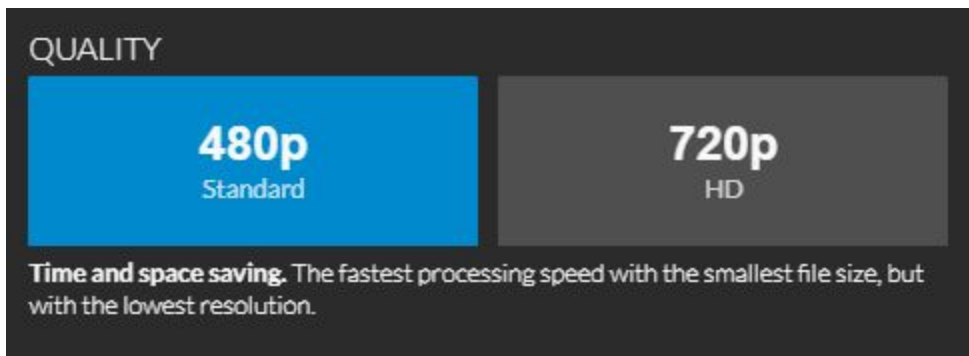 QUALITY
480p
Standard
720p
HD
Time and space saving. The fastest processing speed with the smallest file size, but
with the lowest resolution.